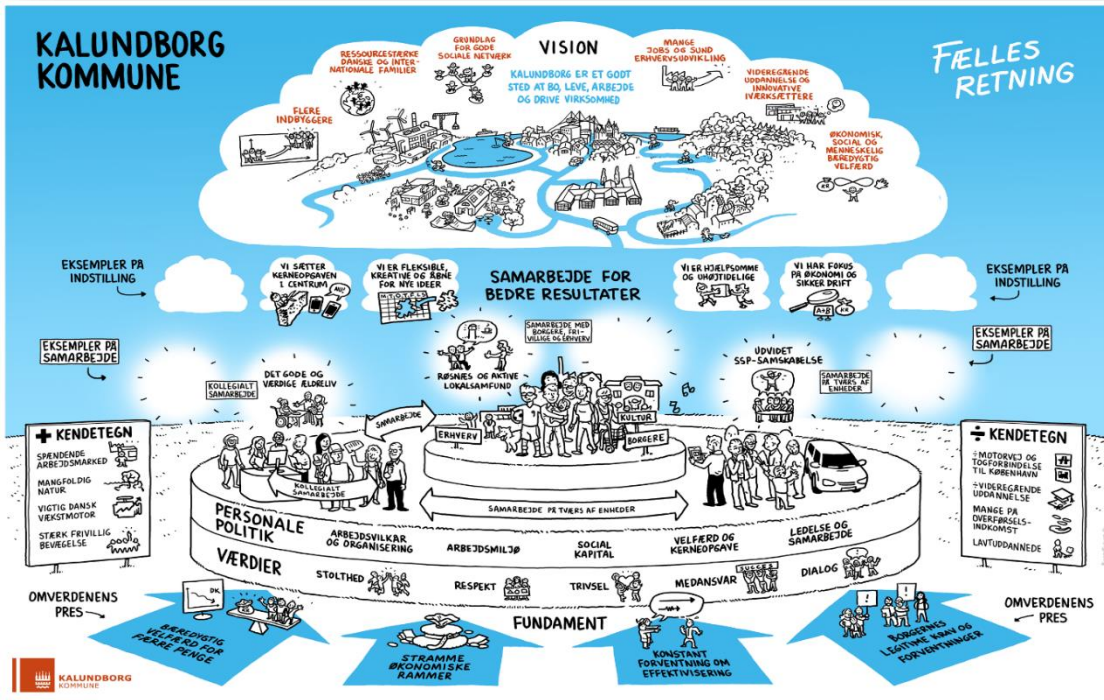 KALUNDBORG
KOMMUNE
FÆLLES
RETNING
VISION
KALUNDBORG ER ET GODT
STED AT BO, LEVE, ARBEJDE
OG DRIVE VIRKSOMHED
FLERE
INDBYGGERE
RESSOURCESTÆRKE
DANSKE OG INTER-
NATIONALE FAMILIER
GRUNDLAG
FOR GODE
SOCIALE NETVÆRK
MANGE
JOBS OG SUND
ERHVERVSUDVIKLING
VIDEREGÅENDE
UDDANNELSE OG
INNOVATIVE
IVÆRKSÆTTERE
ØKONOMISK,
SOCIAL OG
MENNESKELIG
BÆREDYGTIG
VELFÆRD
KR
EKSEMPLER PÅ
INDSTILLING
VI SÆTTER
KERNEOPGAVEN
I CENTRUM
NU!
VI ER FLEKSIBLE,
KREATIVE OG ÅBNE
FOR NYE IDEER
SAMARBEJDE FOR
BEDRE RESULTATER
VI ER HJÆLPSOMME
OG UHØJTIDELIGE
VI HAR FOKUS
PÅ ØKONOMI OG
SIKKER DRIFT
A+B
KR
EKSEMPLER PÅ
INDSTILLING
EKSEMPLER PÅ
SAMARBEJDE
KOLLEGIALT
SAMARBEJDE
DET GODE OG
VÆRDIGE ÆLDRELIV
RØSNÆS OG AKTIVE
LOKALSAMFUND
SAMARBEJDE MED
BORGERE, FRI-
VILLIGE OG ERHVERV
UDVIDET
SSP-SAMSKABELSE
SAMARBEJDE
PÅ TVÆRS AF
ENHEDER
EKSEMPLER PÅ
SAMARBEJDE
SAMARBEJDE
ERHVERV
KULTUR
BORGERE
KOLLEGIALT
SAMARBEJDE
SAMARBEJDE PÅ TVÆRS AF ENHEDER
+ KENDETEGN
SPÆNDENDE
ARBEJDSMARKED
MANGFOLDIG
NATUR
VIGTIG DANSK
VÆKSTMOTOR
STÆRK FRIVILLIG
BEVÆGELSE
÷ KENDETEGN
÷MOTORVEJ OG
TOGFORBINDELSE
TIL KØBENHAVN
÷VIDEREGÅENDE
UDDANNELSE
MANGE PÅ
OVERFØRSELS-
INDKOMST
LAVTUDDANNEDE
PERSONALE
POLITIK
ARBEJDSVILKÅR
OG ORGANISERING
ARBEJDSMILJØ
SOCIAL
KAPITAL
VELFÆRD OG
KERNEOPGAVE
LEDELSE OG
SAMARBEJDE
VÆRDIER
STOLTHED
RESPEKT
TRIVSEL
MEDANSVAR
SUCCES
DIALOG
FUNDAMENT
OMVERDENENS
PRES
DK
BÆREDYGTIG
VELFÆRD FOR
FÆRRE PENGE
STRAMME
ØKONOMISKE
RAMMER
KONSTANT
FORVENTNING OM
EFFEKTIVISERING
BORGERNES
LEGITIME KRAV OG
FORVENTNINGER
OMVERDENENS
PRES
KALUNDBORG
KOMMUNE